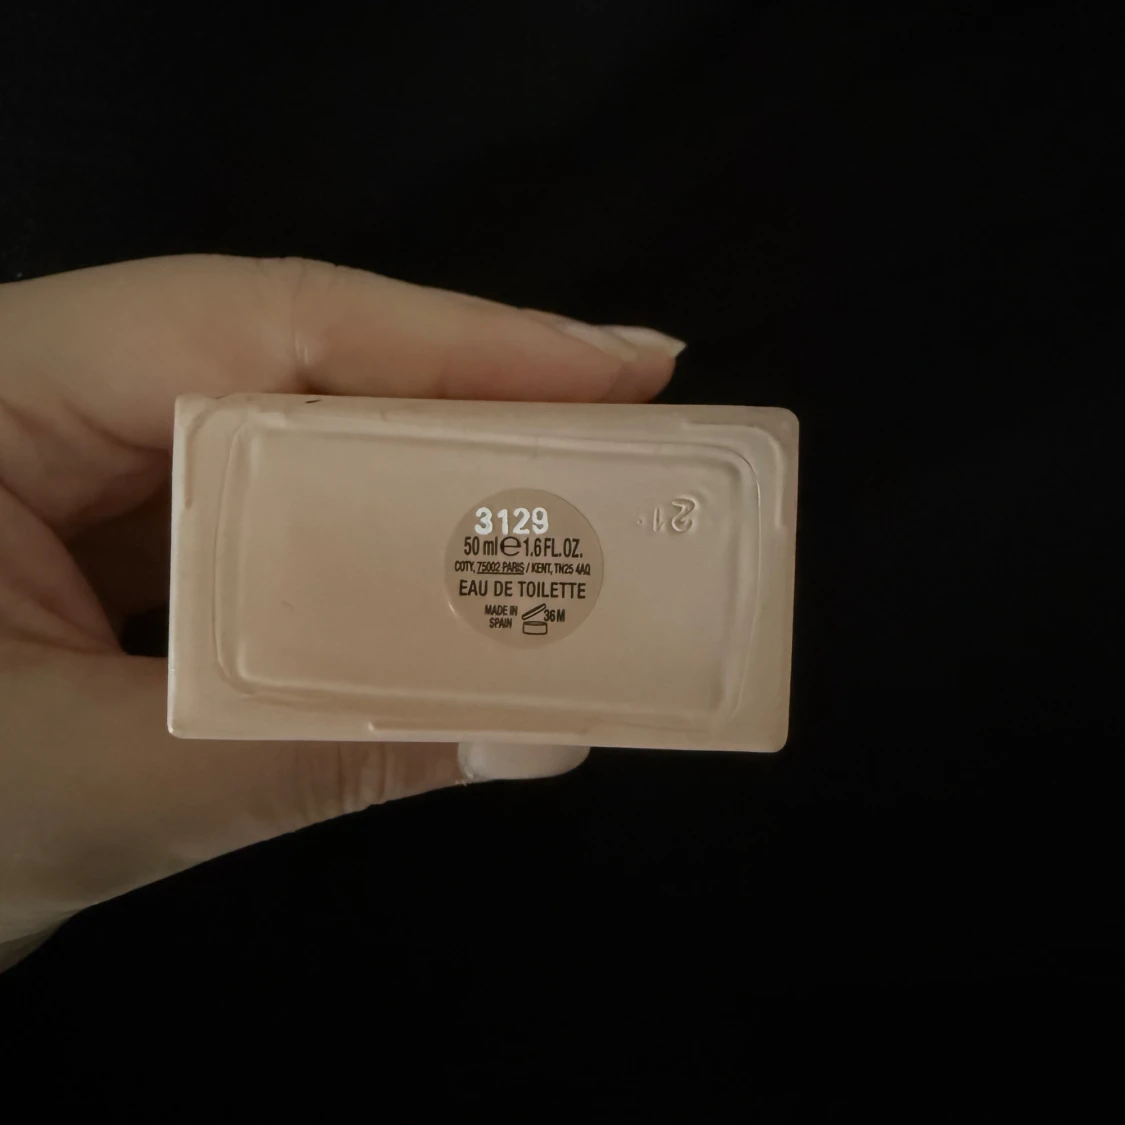 3129
50 ml ℮ 1.6 FL. OZ.
COTY, 75002 PARIS / KENT, TN25 4AQ
EAU DE TOILETTE
MADE IN
SPAIN
36 M
21